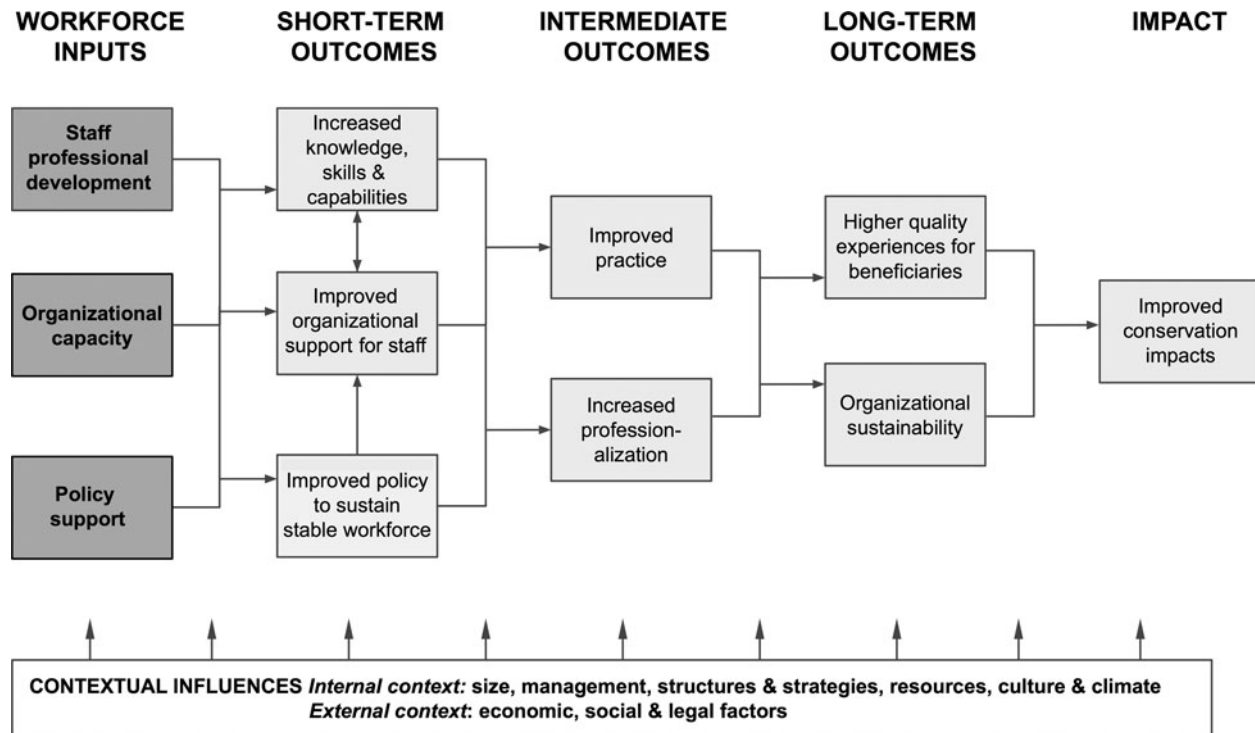 WORKFORCE
INPUTS
SHORT-TERM
OUTCOMES
INTERMEDIATE
OUTCOMES
LONG-TERM
OUTCOMES
IMPACT
Staff
professional
development
Organizational
capacity
Policy
support
Increased
knowledge,
skills &
capabilities
Improved
organizational
support for staff
Improved policy
to sustain
stable workforce
Improved
practice
Increased
profession-
alization
Higher quality
experiences for
beneficiaries
Organizational
sustainability
Improved
conservation
impacts
CONTEXTUAL INFLUENCES Internal context: size, management, structures & strategies, resources, culture & climate
External context: economic, social & legal factors